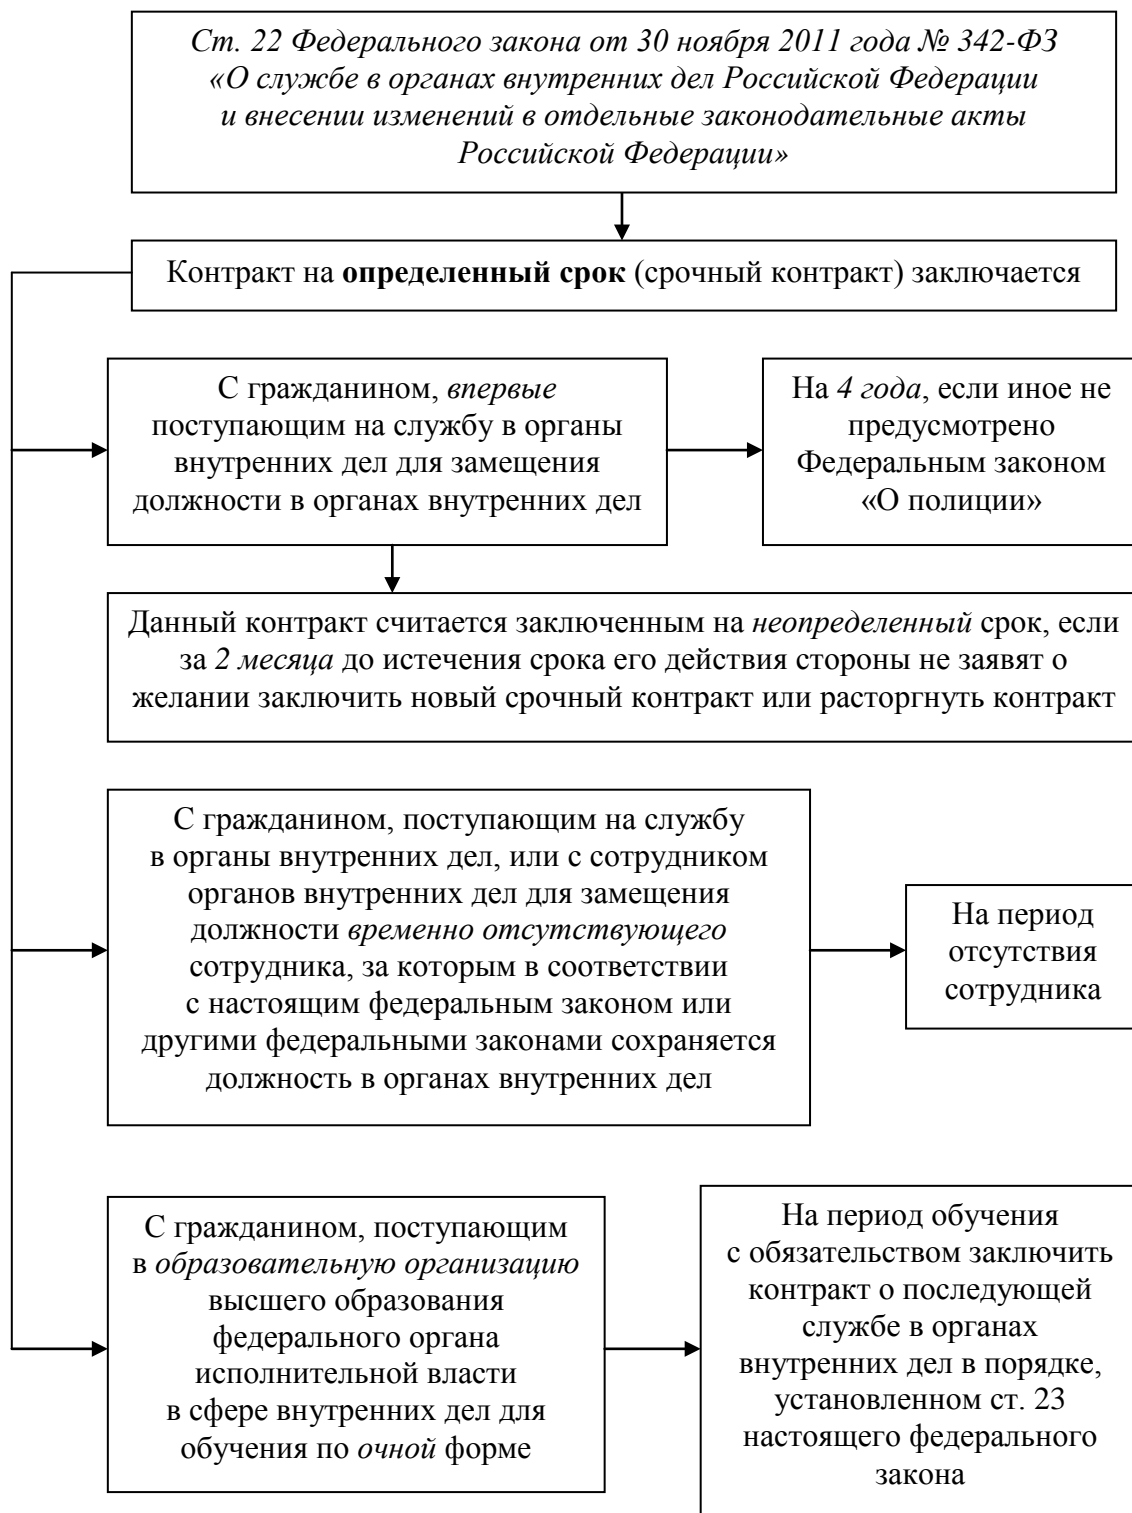 Ст. 22 Федерального закона от 30 ноября 2011 года № 342-ФЗ
«О службе в органах внутренних дел Российской Федерации
и внесении изменений в отдельные законодательные акты
Российской Федерации»
Контракт на определенный срок (срочный контракт) заключается
С гражданином, впервые
поступающим на службу в органы
внутренних дел для замещения
должности в органах внутренних дел
На 4 года, если иное не
предусмотрено
Федеральным законом
«О полиции»
Данный контракт считается заключенным на неопределенный срок, если
за 2 месяца до истечения срока его действия стороны не заявят о
желании заключить новый срочный контракт или расторгнуть контракт
С гражданином, поступающим на службу
в органы внутренних дел, или с сотрудником
органов внутренних дел для замещения
должности временно отсутствующего
сотрудника, за которым в соответствии
с настоящим федеральным законом или
другими федеральными законами сохраняется
должность в органах внутренних дел
На период
отсутствия
сотрудника
С гражданином, поступающим
в образовательную организацию
высшего образования
федерального органа
исполнительной власти
в сфере внутренних дел для
обучения по очной форме
На период обучения
с обязательством заключить
контракт о последующей
службе в органах
внутренних дел в порядке,
установленном ст. 23
настоящего федерального
закона